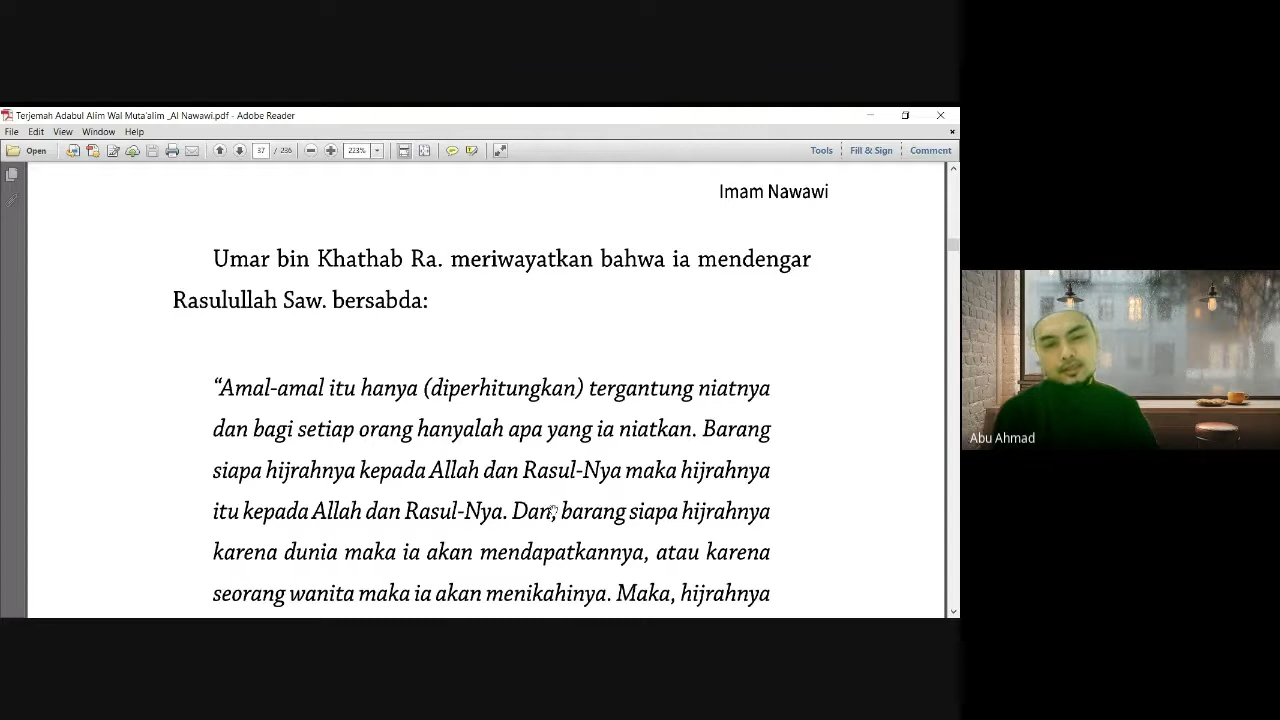 Terjemah Adabul Alim Wal Muta'alim _Al Nawawi.pdf - Adobe Reader
File Edit View Window Help
Open 37 / 236 223% Tools Fill & Sign Comment
Imam Nawawi
Umar bin Khathab Ra. meriwayatkan bahwa ia mendengar
Rasulullah Saw. bersabda:
“Amal-amal itu hanya (diperhitungkan) tergantung niatnya
dan bagi setiap orang hanyalah apa yang ia niatkan. Barang
siapa hijrahnya kepada Allah dan Rasul-Nya maka hijrahnya
itu kepada Allah dan Rasul-Nya. Dan, barang siapa hijrahnya
karena dunia maka ia akan mendapatkannya, atau karena
seorang wanita maka ia akan menikahinya. Maka, hijrahnya
Abu Ahmad